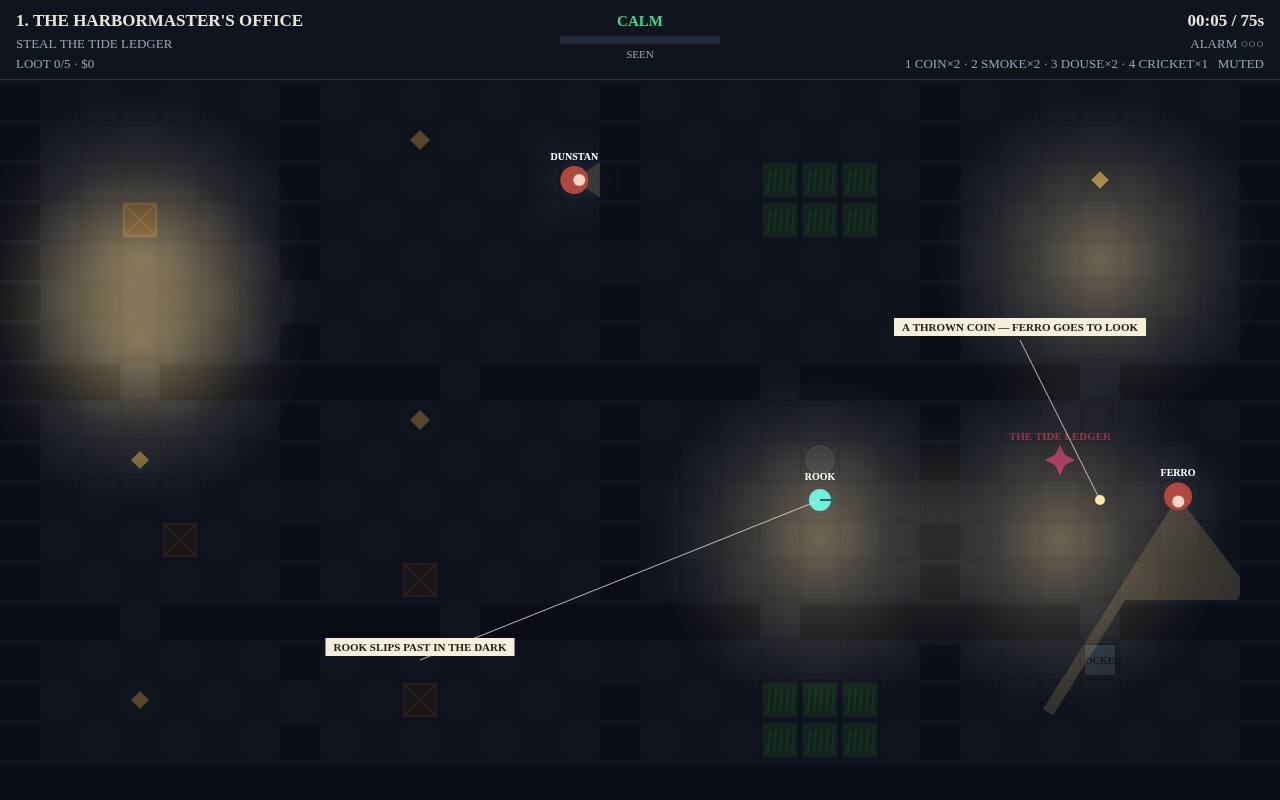 1. THE HARBORMASTER'S OFFICE
STEAL THE TIDE LEDGER
LOOT 0/5 · $0
CALM
SEEN
00:05 / 75s
ALARM ○○○
1 COIN×2 · 2 SMOKE×2 · 3 DOUSE×2 · 4 CRICKET×1 MUTED
DUNSTAN
A THROWN COIN — FERRO GOES TO LOOK
THE TIDE LEDGER
FERRO
ROOK
ROOK SLIPS PAST IN THE DARK